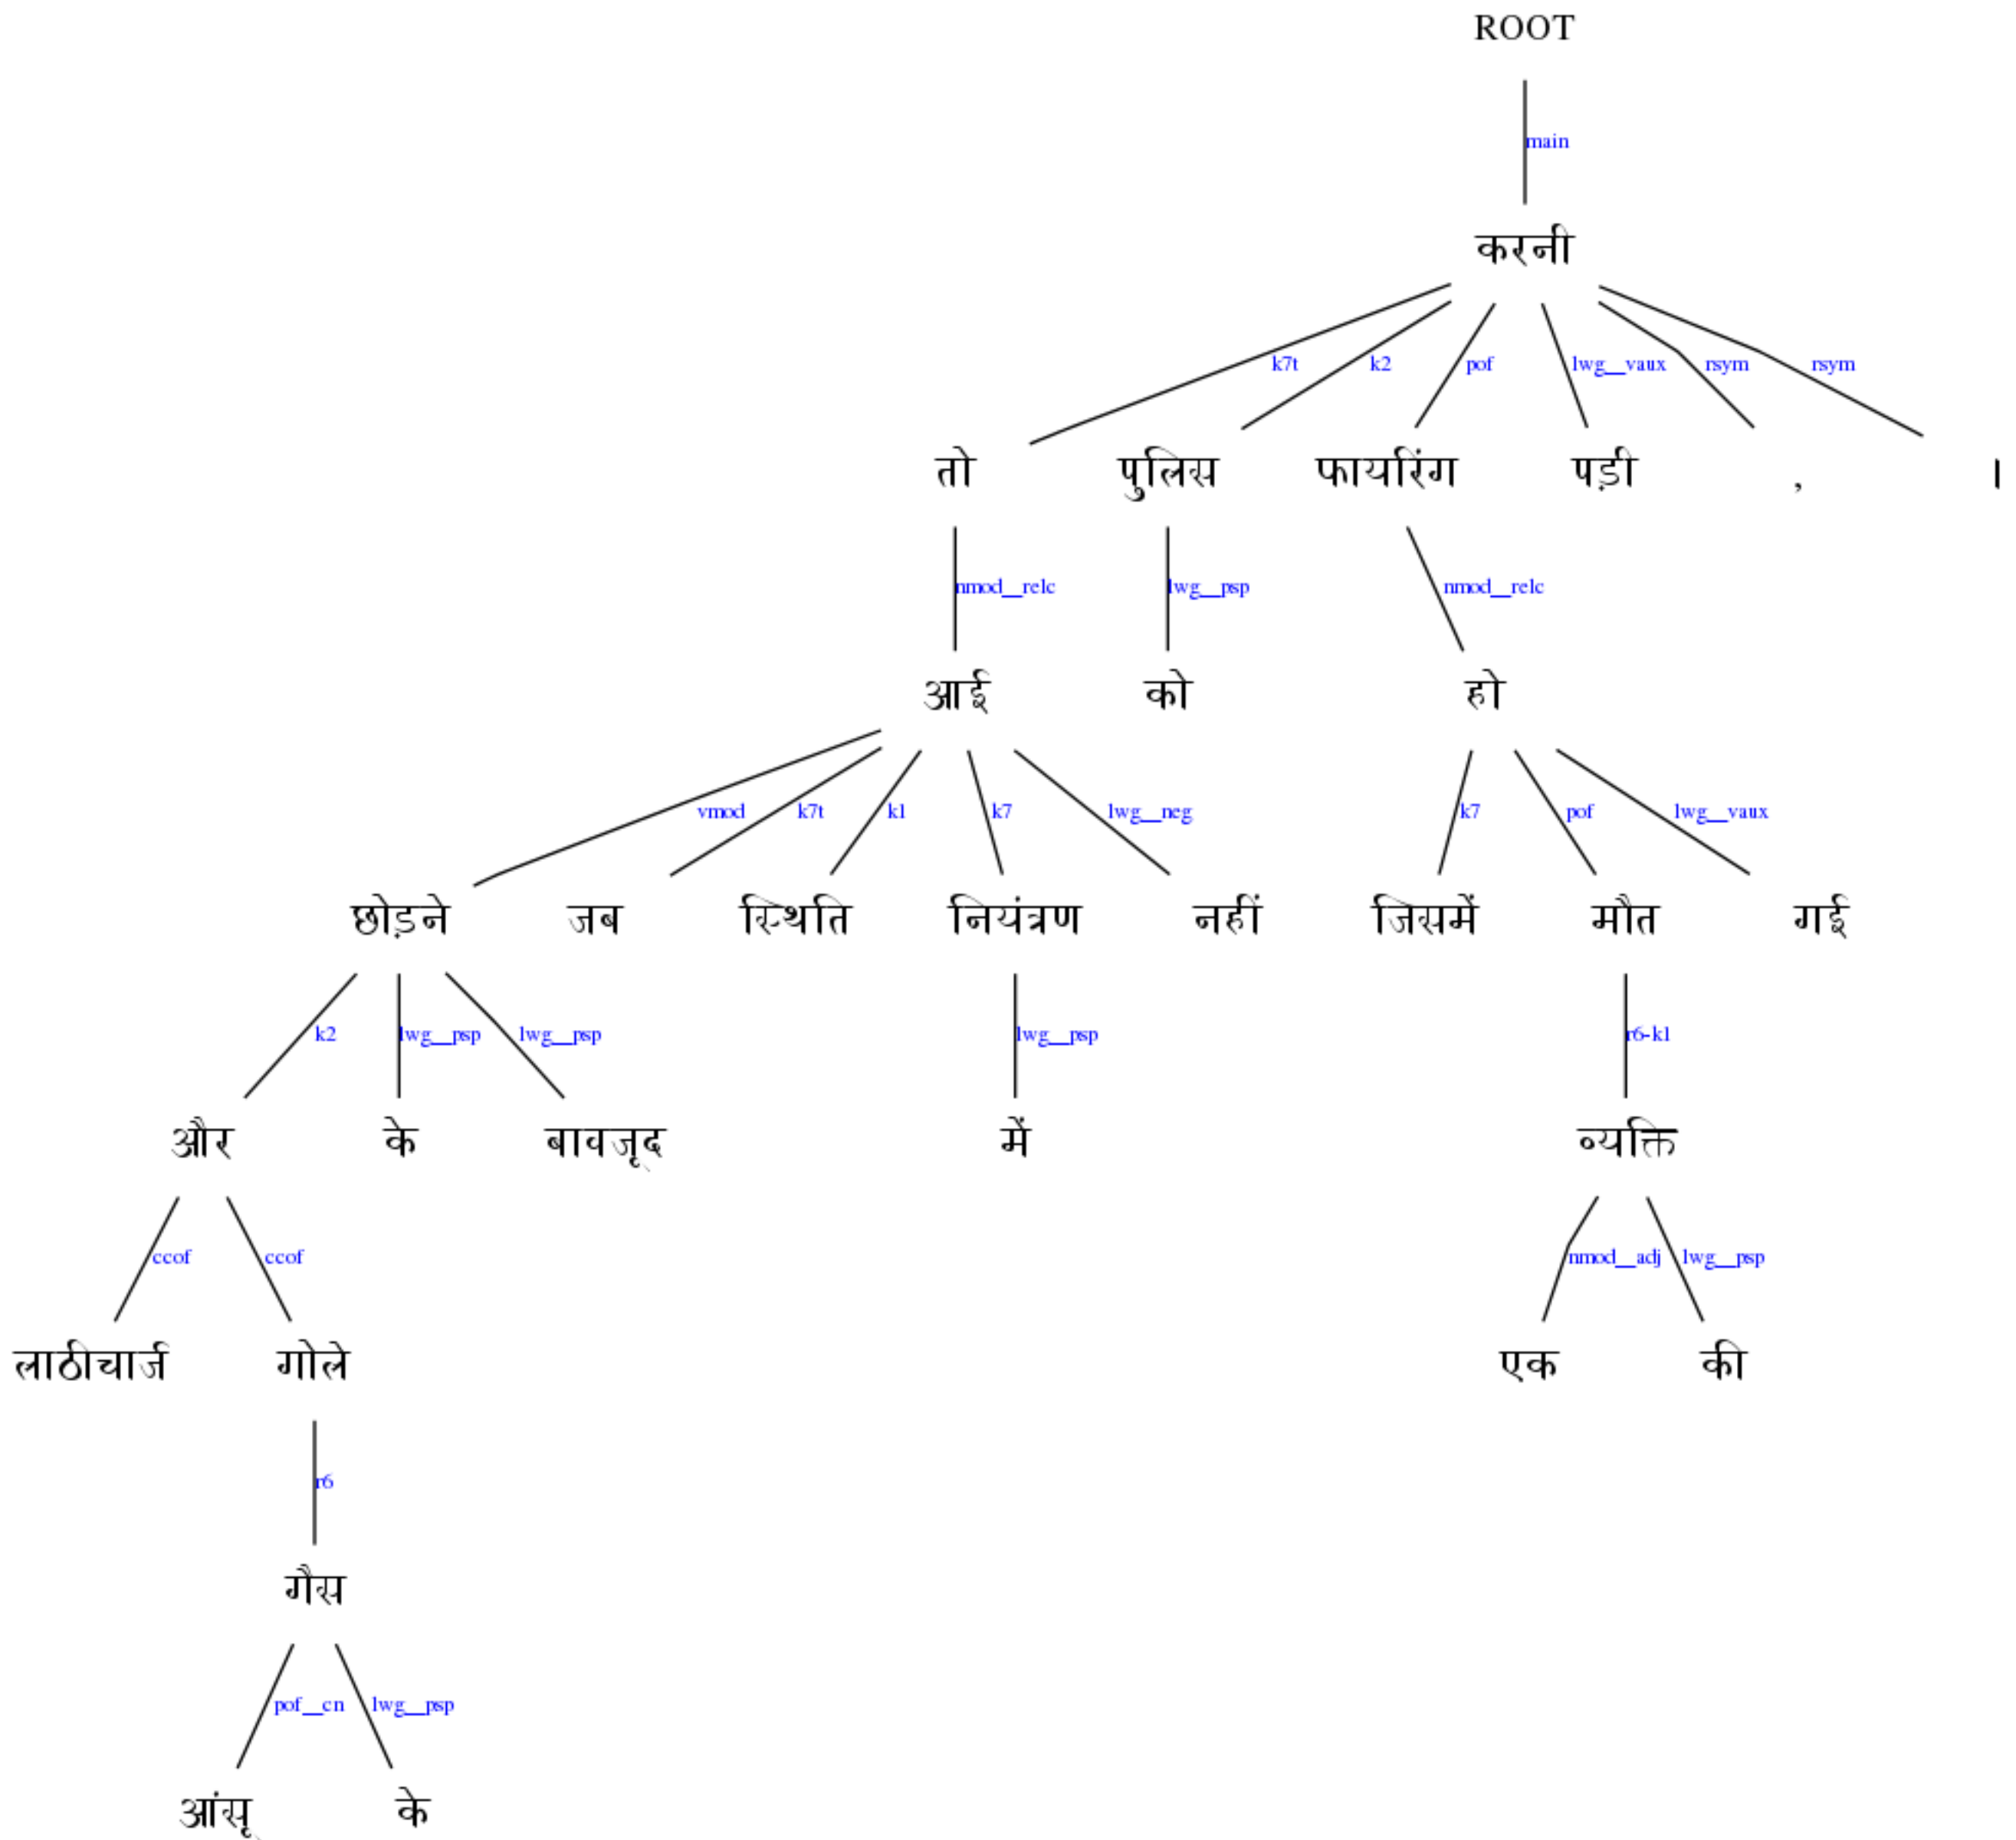 ROOT
main
करनी
k7t k2 pof lwg__vaux rsym rsym
तो पुलिस फायरिंग पड़ी , ।
nmod__relc lwg__psp nmod__relc
आई को हो
vmod k7t k1 k7 lwg__neg k7 pof lwg__vaux
छोड़ने जब स्थिति नियंत्रण नहीं जिसमें मौत गई
k2 lwg__psp lwg__psp lwg__psp r6-k1
और के बावजूद में व्यक्ति
ccof ccof nmod__adj lwg__psp
लाठीचार्ज गोले एक की
r6
गैस
pof__cn lwg__psp
आंसू के